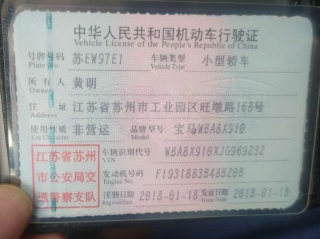 中华人民共和国机动车行驶证
Vehicle License of the People's Republic of China
号牌号码 苏EW97E1 车辆类型 小型轿车
Plate No. Vehicle Type
所有人 黄明
Owner
住址 江苏省苏州市工业园区旺墩路168号
Address
使用性质 非营运 品牌型号 宝马WBA8X910
Use Character Model
江苏省苏州
市公安局交
通警察支队
车辆识别代号
VIN
发动机号码 F1931883848820B
Engine No.
注册日期 2018-01-18 发证日期 2018-01-18
Register Date Issue Date